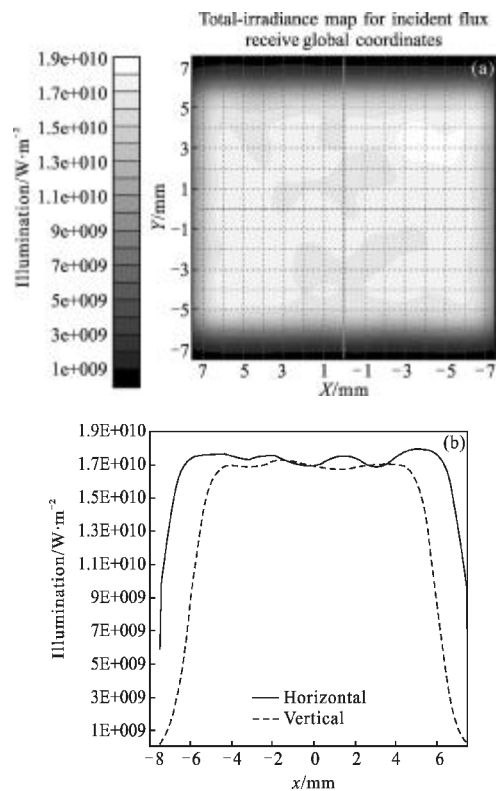 Total-irradiance map for incident flux
receive global coordinates
(a)
Illumination/W·m⁻²
1.9e+010
1.7e+010
1.5e+010
1.3e+010
1.1e+010
9e+009
7e+009
5e+009
3e+009
1e+009
Y/mm
7
5
3
1
−1
−3
−5
−7
7 5 3 1 −1 −3 −5 −7
X/mm
(b)
Illumination/W·m⁻²
1.9E+010
1.7E+010
1.5E+010
1.3E+010
1.1E+010
9E+009
7E+009
5E+009
3E+009
1E+009
Horizontal
Vertical
−8 −6 −4 −2 0 2 4 6
x/mm